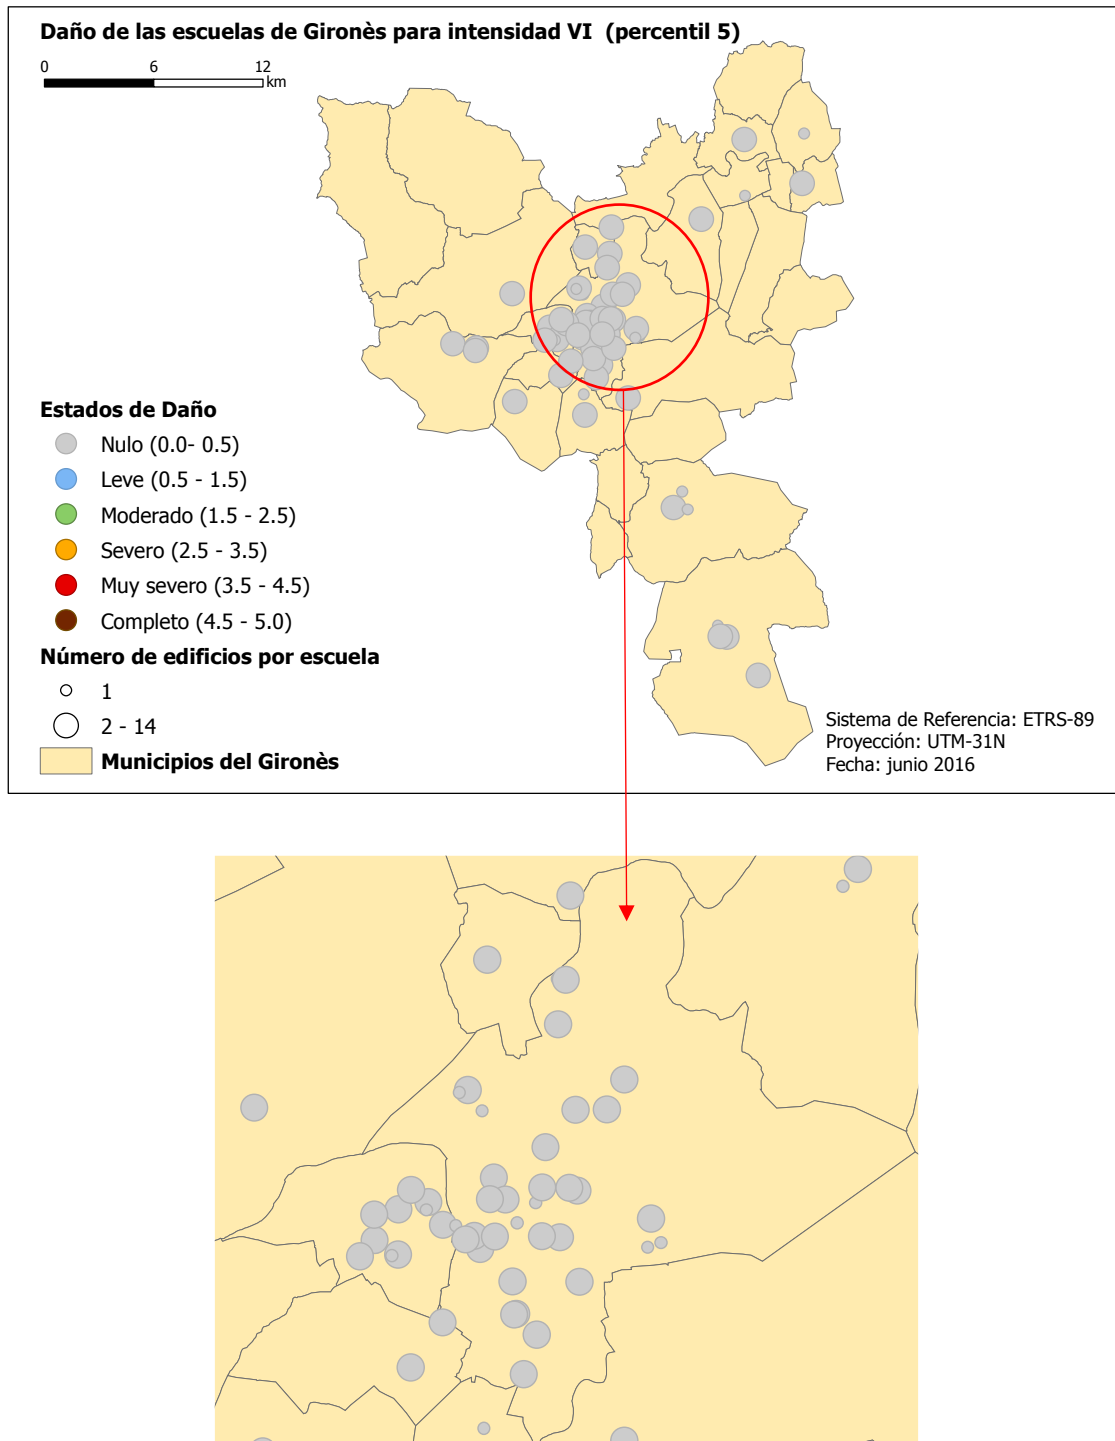 Daño de las escuelas de Gironès para intensidad VI (percentil 5)
0 6 12
km
Estados de Daño
Nulo (0.0- 0.5)
Leve (0.5 - 1.5)
Moderado (1.5 - 2.5)
Severo (2.5 - 3.5)
Muy severo (3.5 - 4.5)
Completo (4.5 - 5.0)
Número de edificios por escuela
1
2 - 14
Municipios del Gironès
Sistema de Referencia: ETRS-89
Proyección: UTM-31N
Fecha: junio 2016